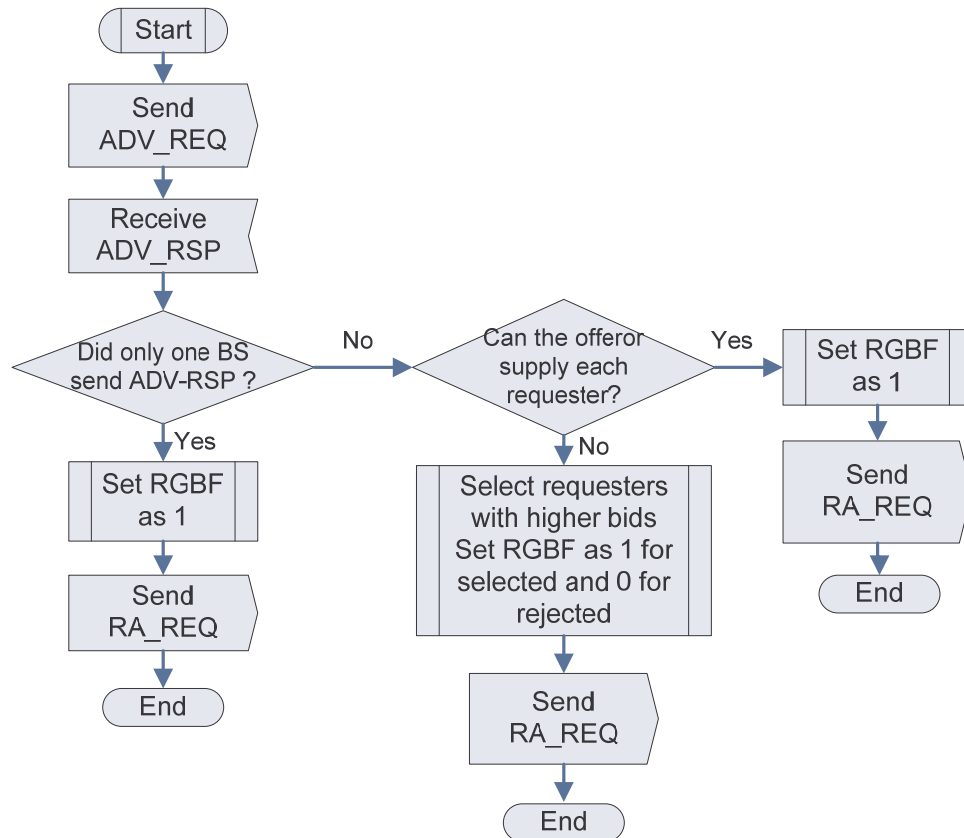 Start
Send
ADV_REQ
Receive
ADV_RSP
Did only one BS
send ADV-RSP ?
No
Can the offeror
supply each
requester?
Yes
Set RGBF
as 1
Send
RA_REQ
End
Yes
Set RGBF
as 1
Send
RA_REQ
End
No
Select requesters
with higher bids
Set RGBF as 1 for
selected and 0 for
rejected
Send
RA_REQ
End